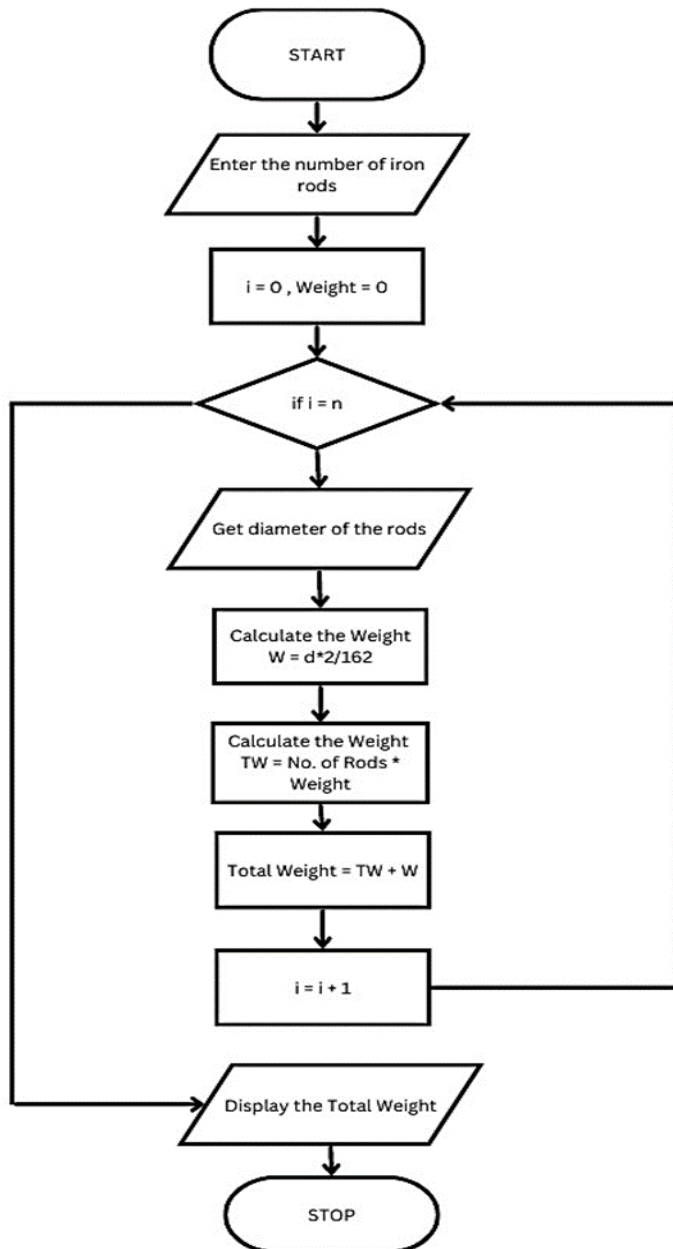 START
Enter the number of iron
rods
i = 0 , Weight = 0
if i = n
Get diameter of the rods
Calculate the Weight
W = d*2/162
Calculate the Weight
TW = No. of Rods *
Weight
Total Weight = TW + W
i = i + 1
Display the Total Weight
STOP